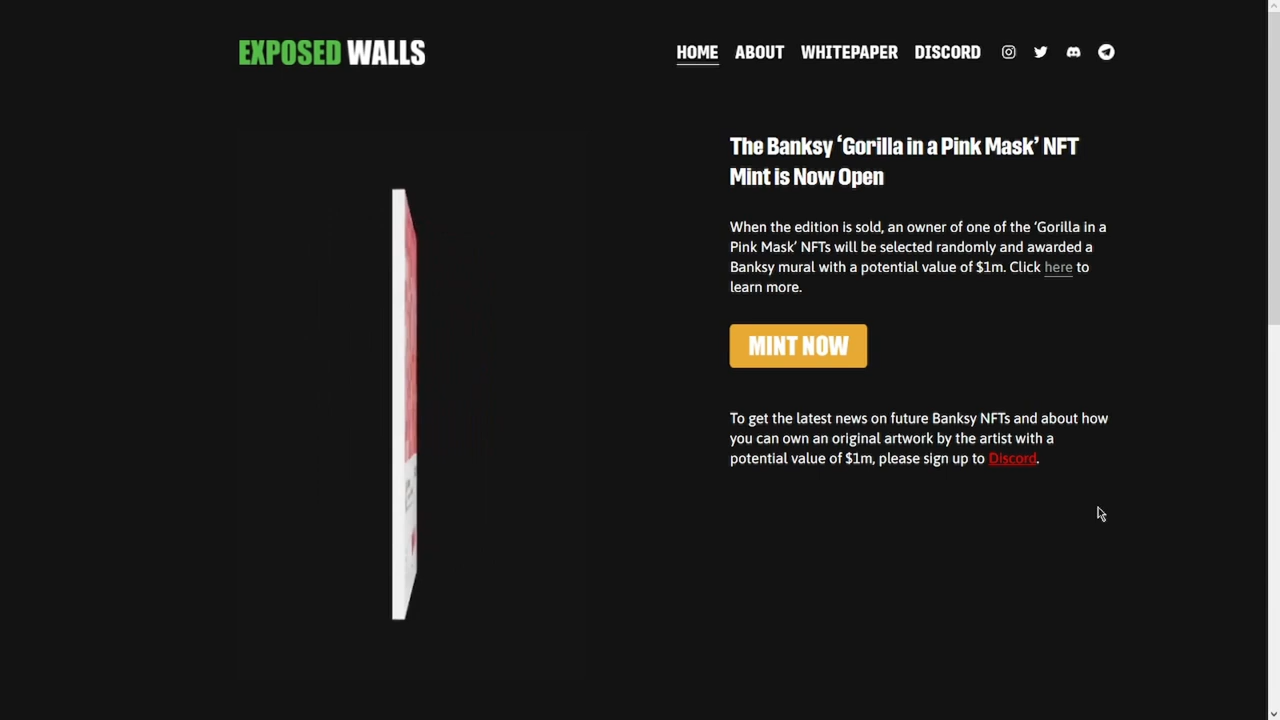 EXPOSED WALLS
HOME ABOUT WHITEPAPER DISCORD
The Banksy ‘Gorilla in a Pink Mask’ NFT
Mint is Now Open
When the edition is sold, an owner of one of the ‘Gorilla in a
Pink Mask’ NFTs will be selected randomly and awarded a
Banksy mural with a potential value of $1m. Click here to
learn more.
MINT NOW
To get the latest news on future Banksy NFTs and about how
you can own an original artwork by the artist with a
potential value of $1m, please sign up to Discord.